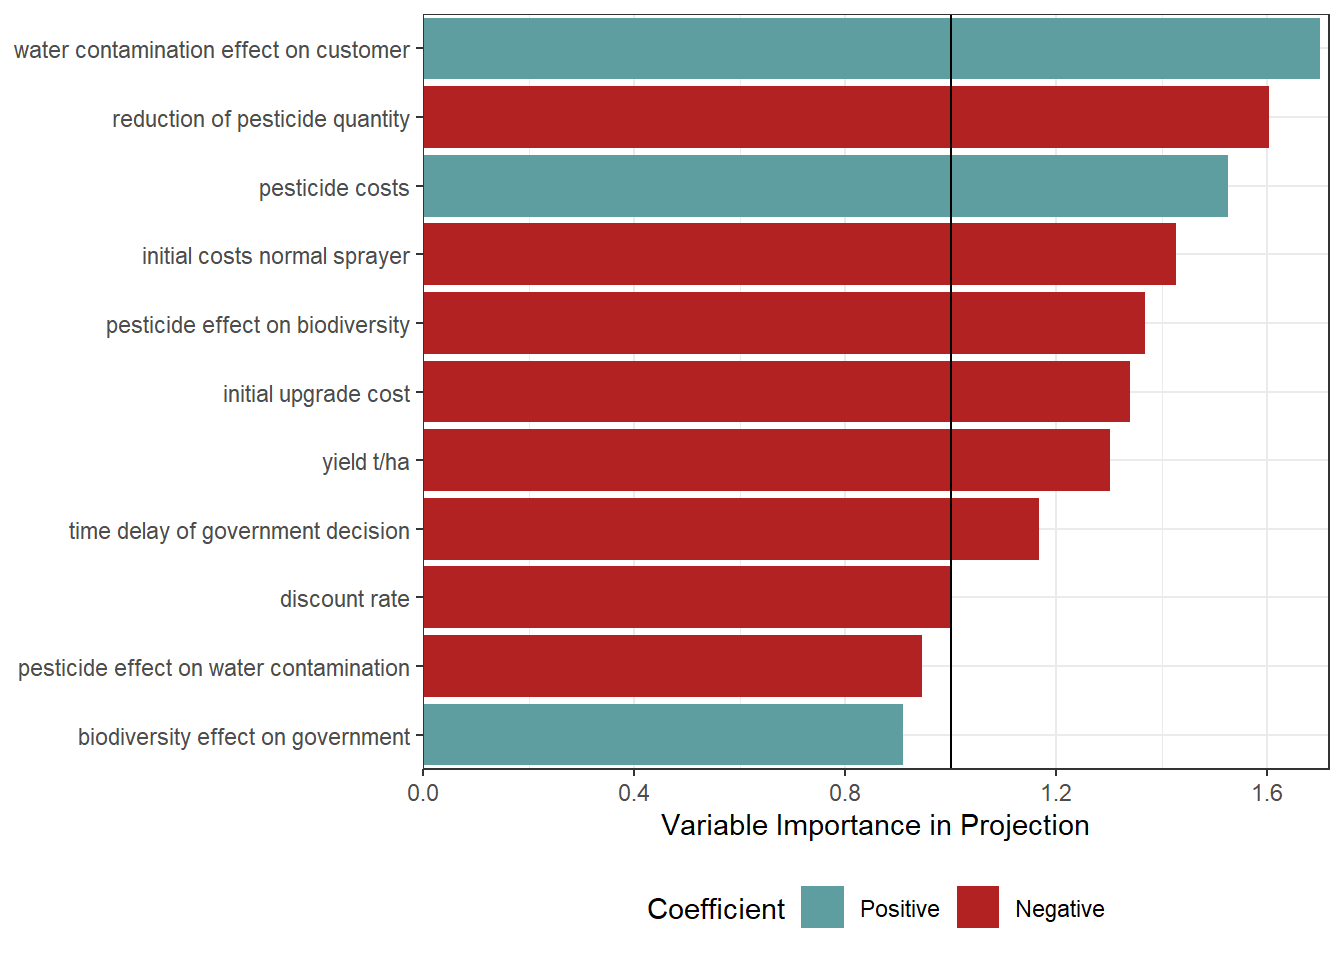 water contamination effect on customer
reduction of pesticide quantity
pesticide costs
initial costs normal sprayer
pesticide effect on biodiversity
initial upgrade cost
yield t/ha
time delay of government decision
discount rate
pesticide effect on water contamination
biodiversity effect on government
0.0 0.4 0.8 1.2 1.6
Variable Importance in Projection
Coefficient Positive Negative